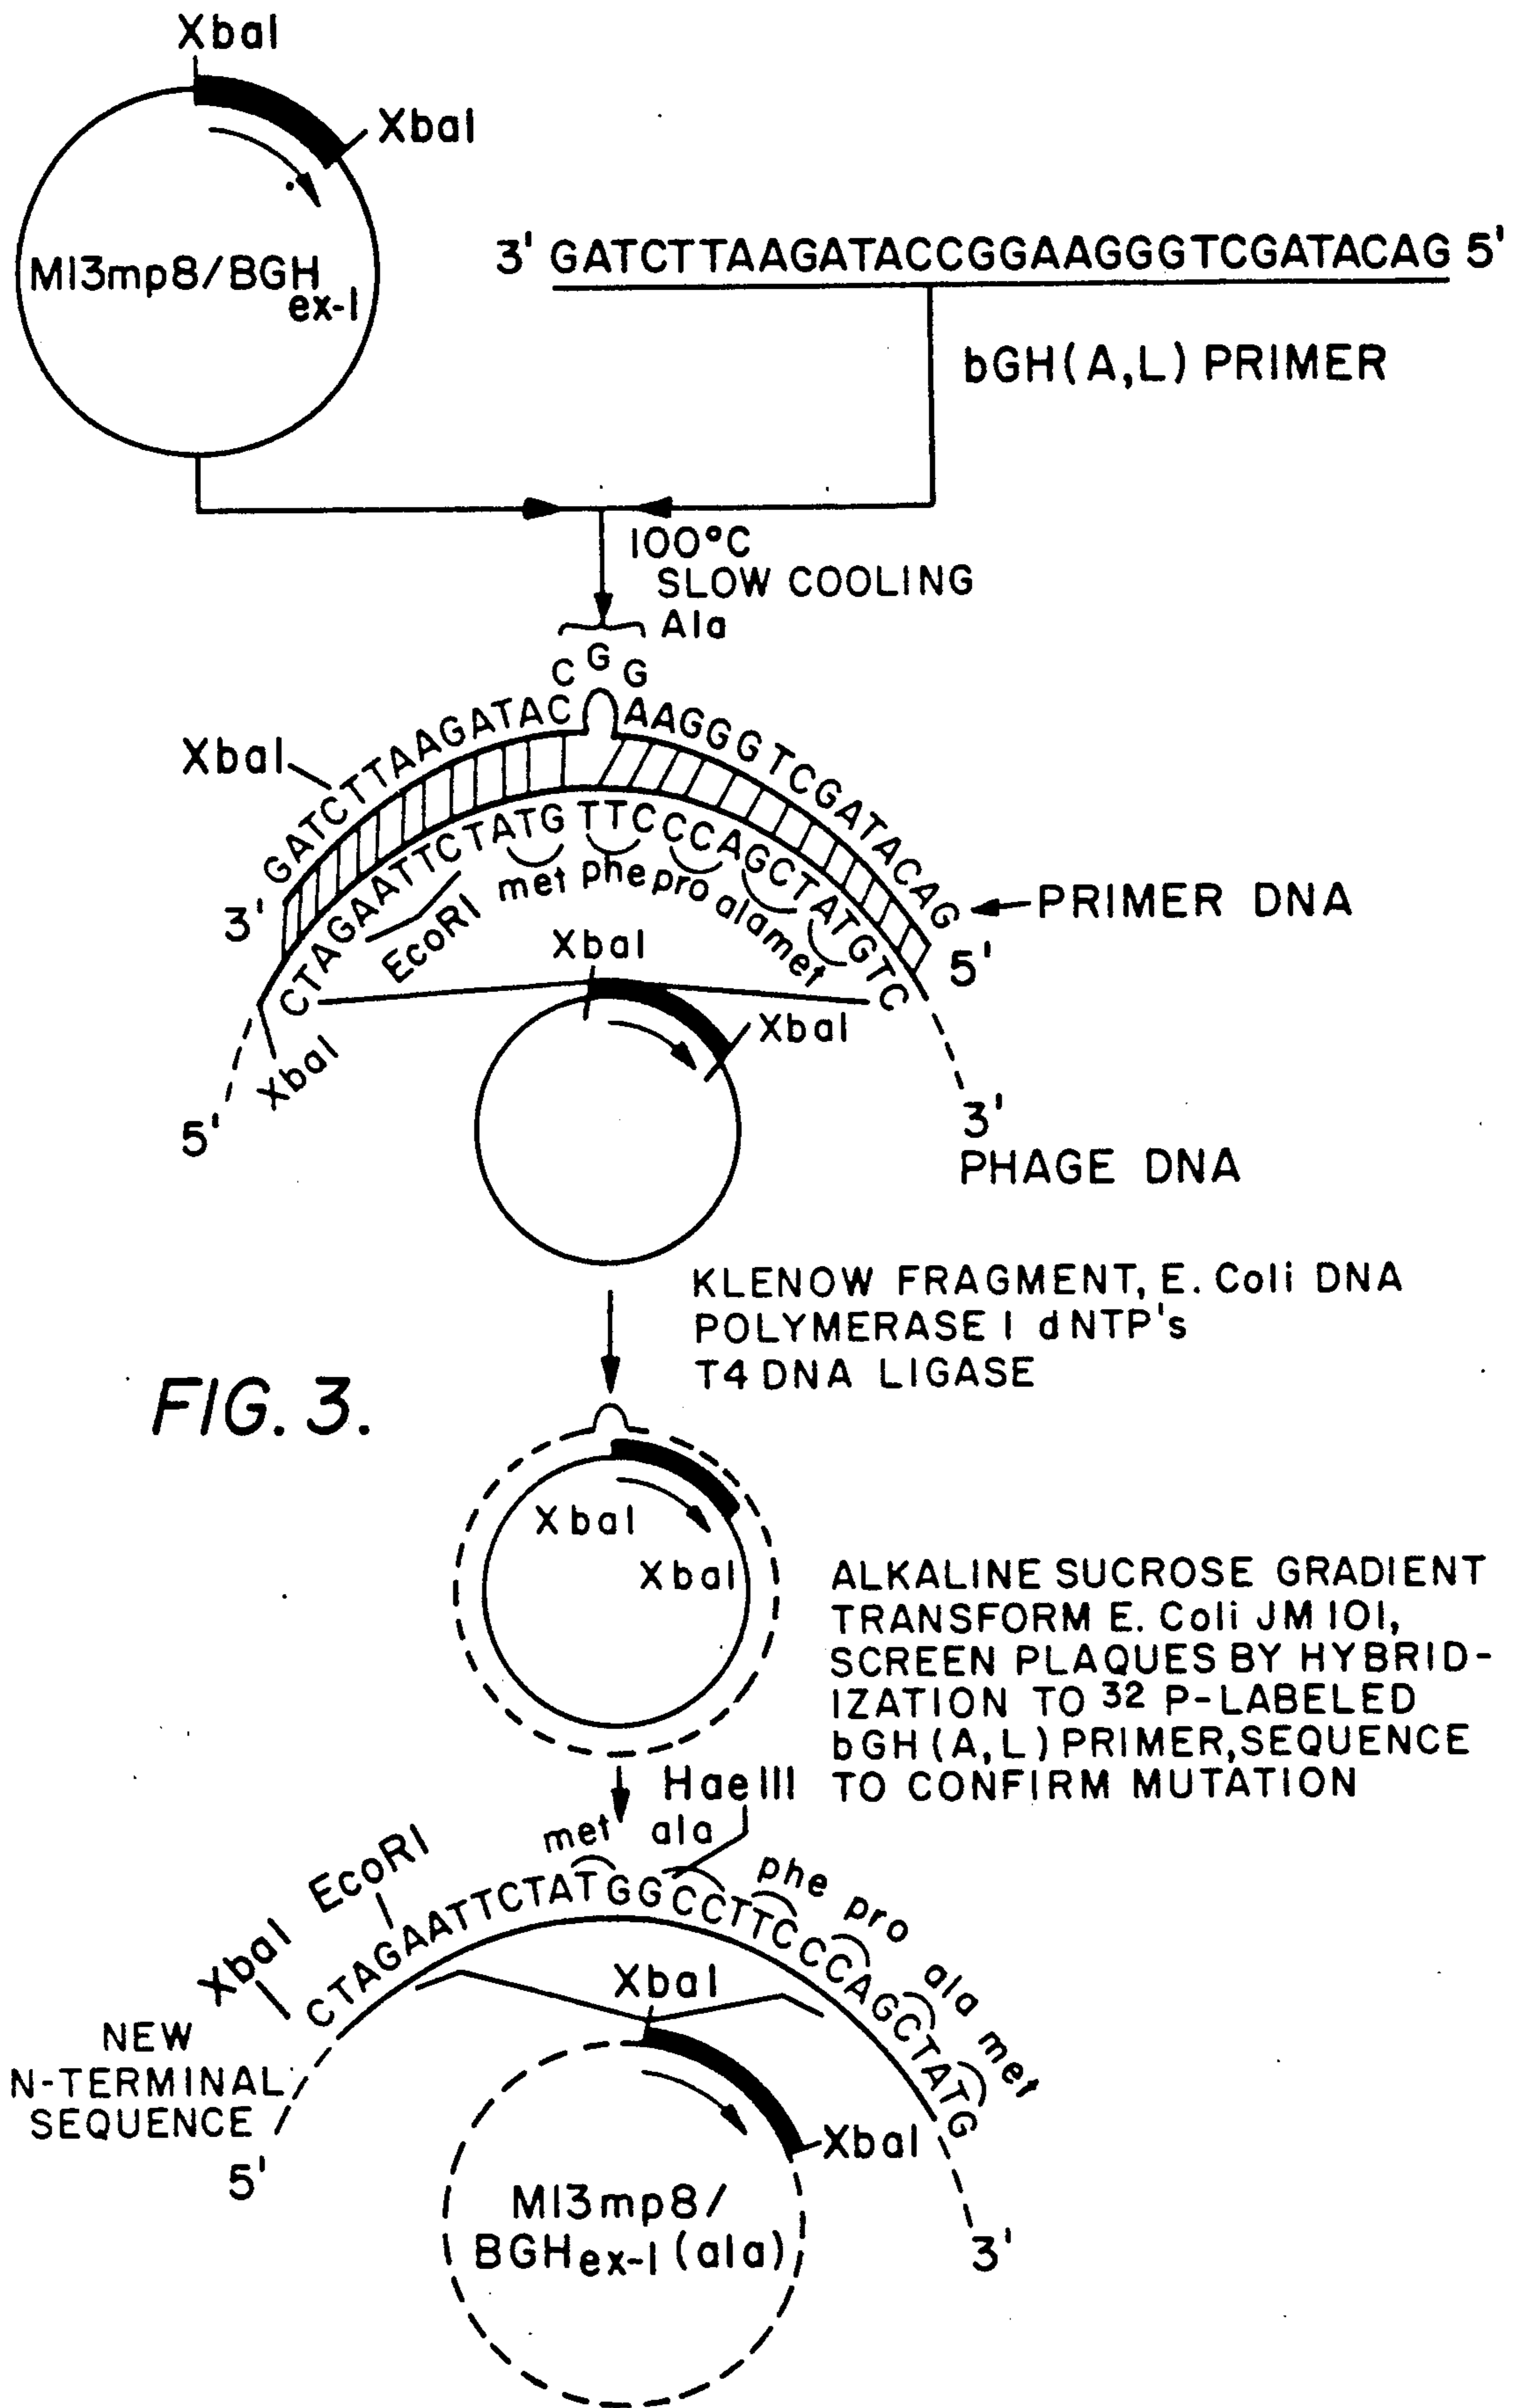 XbaI
XbaI
M13mp8/BGH
ex-1
3' GATCTTAAGATACCGGAAGGGTCGATACAG 5'
bGH(A,L) PRIMER
100°C
SLOW COOLING
Ala
C G G
XbaI
3' GATCTTAAGATAC AAGGGTCGATACAG 5'
PRIMER DNA
CTAGAATTCTATG TTCCCAGCTATGTC
EcoRI
met phe pro ala met
XbaI
XbaI
XbaI
5'
3'
PHAGE DNA
KLENOW FRAGMENT, E. Coli DNA
POLYMERASE I dNTP's
T4 DNA LIGASE
FIG. 3.
XbaI
XbaI
ALKALINE SUCROSE GRADIENT
TRANSFORM E. Coli JM 101,
SCREEN PLAQUES BY HYBRID-
IZATION TO 32 P-LABELED
bGH (A,L) PRIMER, SEQUENCE
TO CONFIRM MUTATION
HaeIII
met ala phe pro ala met
XbaI EcoRI
CTAGAATTCTATGGCCTTCCCAGCTATG
NEW
N-TERMINAL
SEQUENCE
5'
XbaI
XbaI
M13mp8/
BGHex-1 (ala)
3'